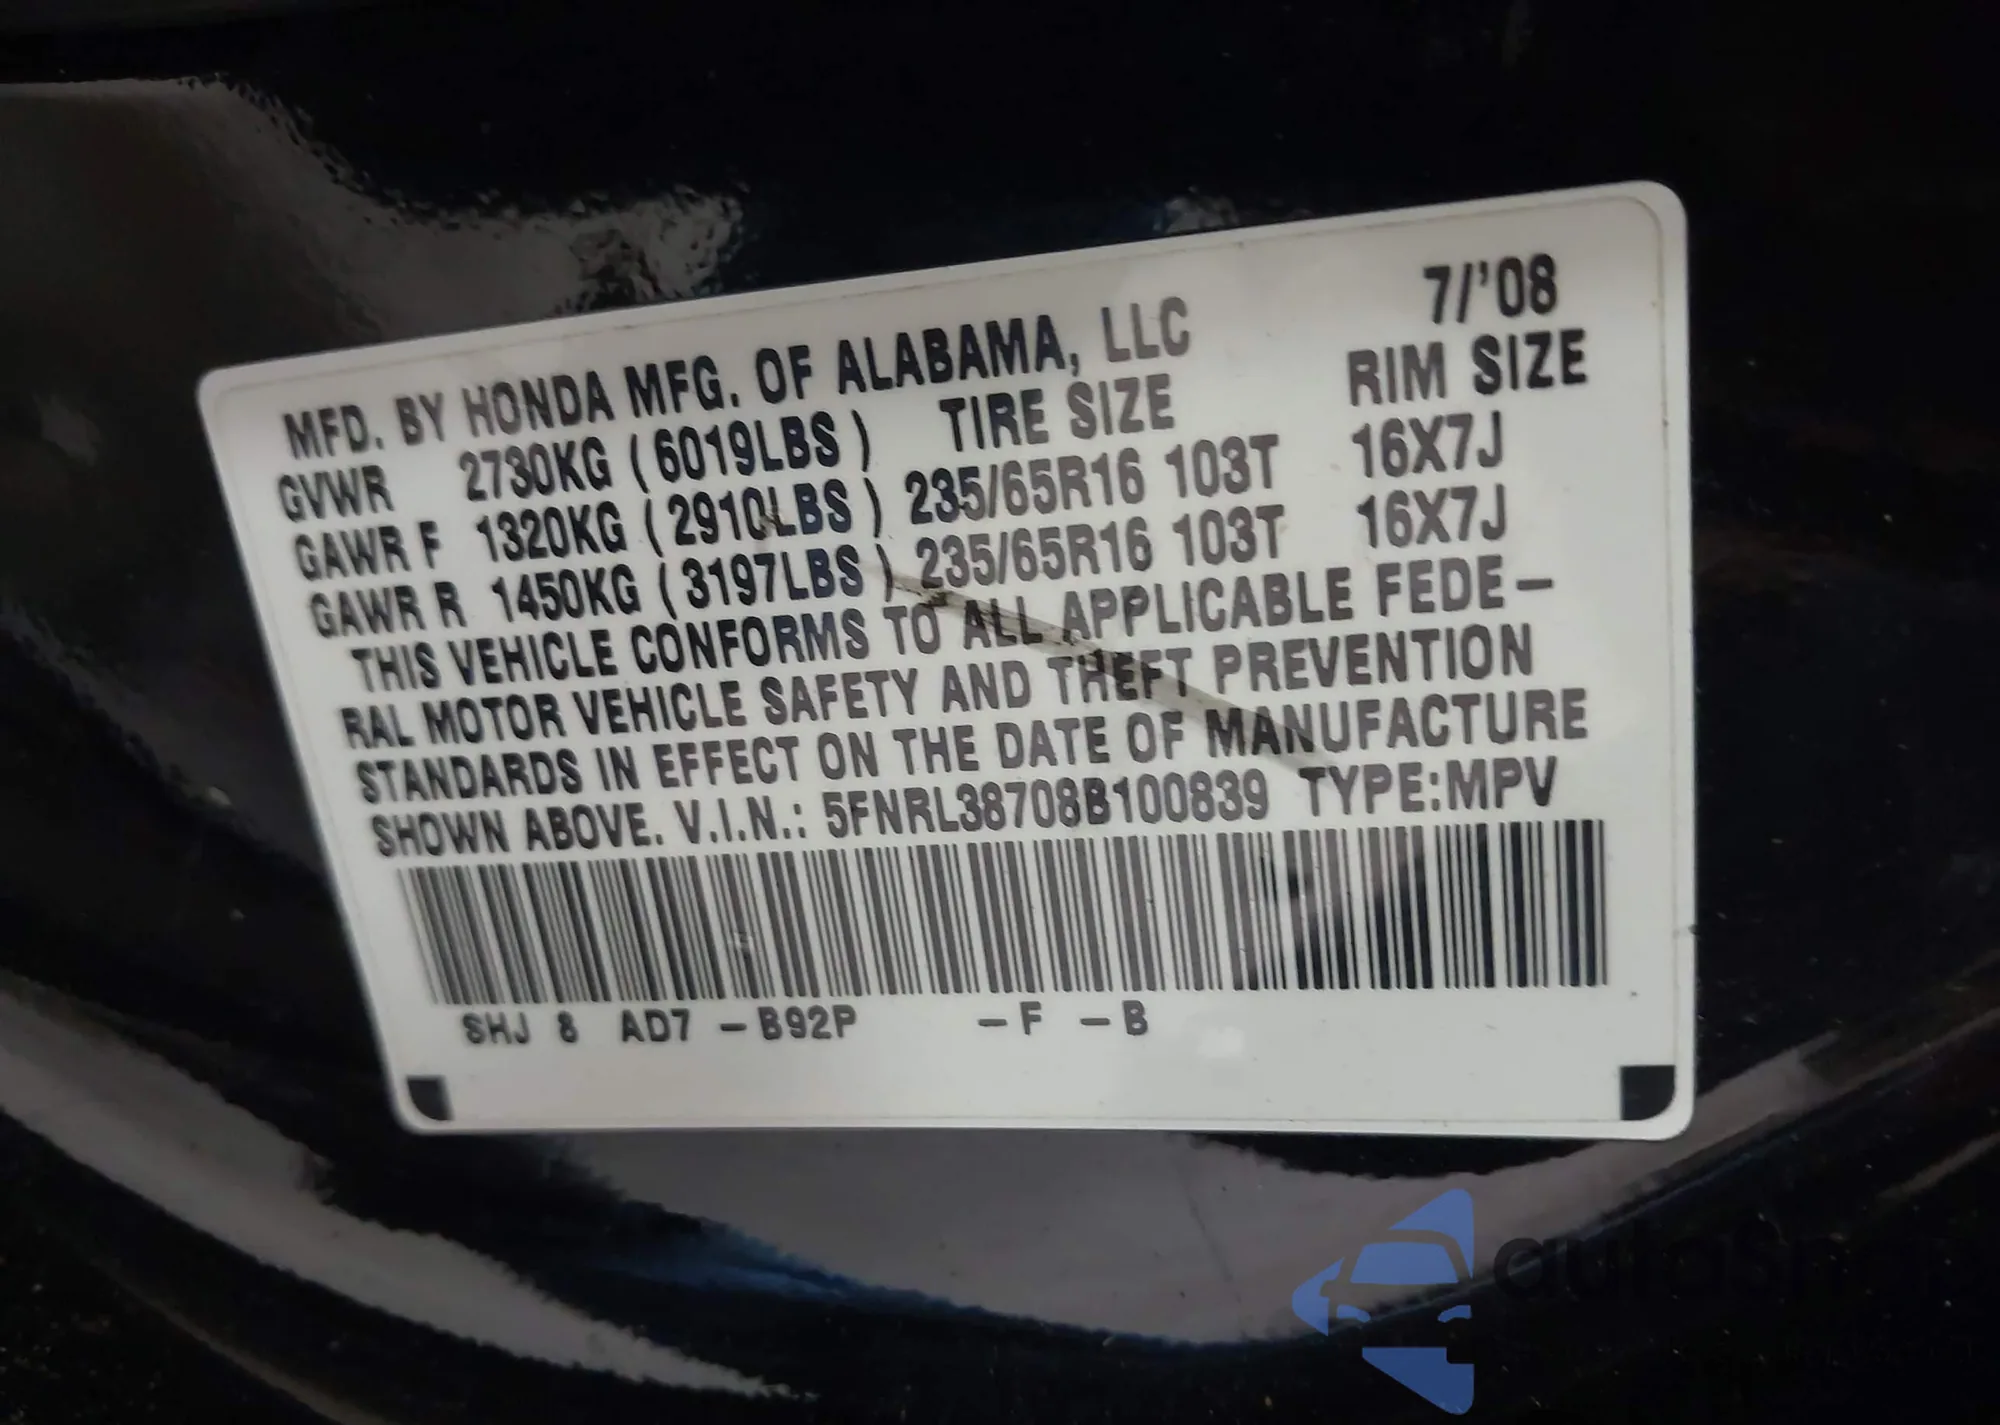 7/'08
MFD. BY HONDA MFG. OF ALABAMA, LLC
GVWR 2730KG (6019LBS) TIRE SIZE RIM SIZE
GAWR F 1320KG (2910LBS) 235/65R16 103T 16X7J
GAWR R 1450KG (3197LBS) 235/65R16 103T 16X7J
THIS VEHICLE CONFORMS TO ALL APPLICABLE FEDE-
RAL MOTOR VEHICLE SAFETY AND THEFT PREVENTION
STANDARDS IN EFFECT ON THE DATE OF MANUFACTURE
SHOWN ABOVE. V.I.N.: 5FNRL38708B100839 TYPE:MPV
SHJ 8 AD7 -B92P -F -B